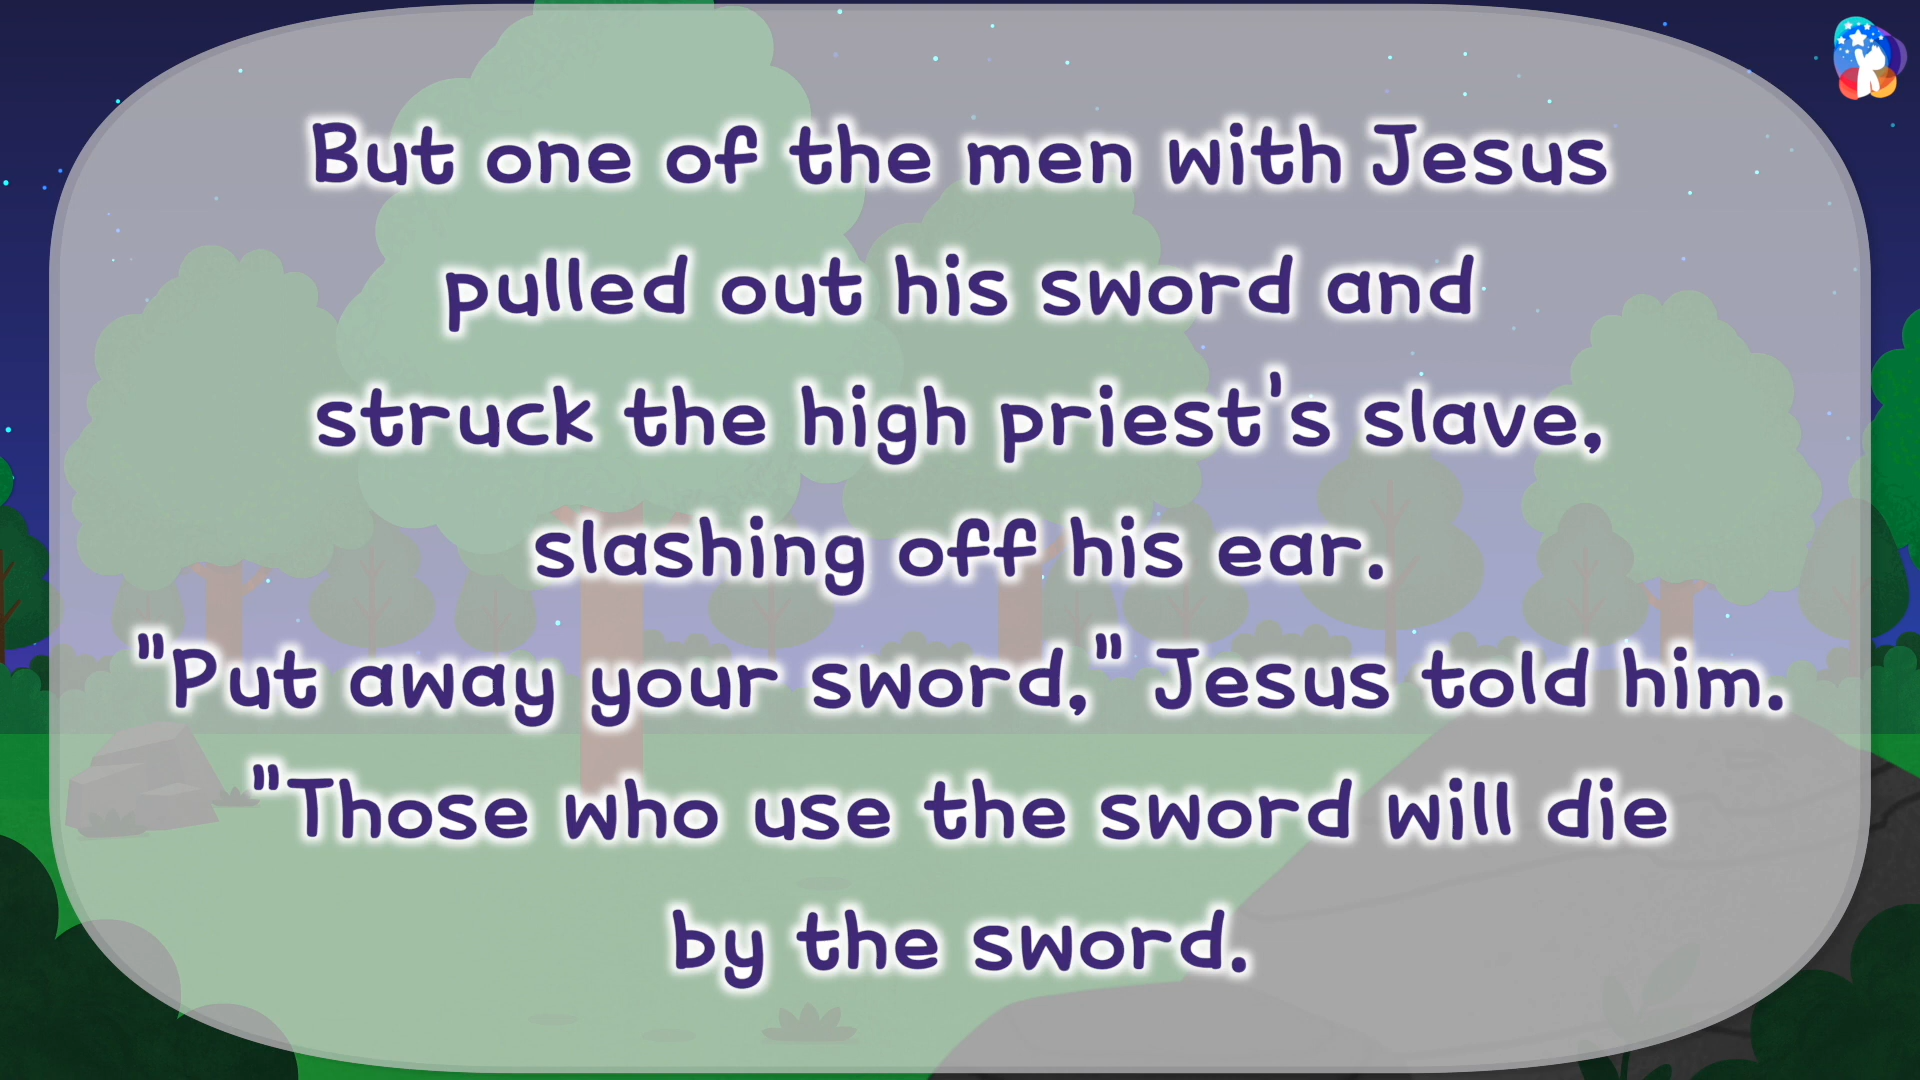 But one of the men with Jesus
pulled out his sword and
struck the high priest's slave,
slashing off his ear.
"Put away your sword," Jesus told him.
"Those who use the sword will die
by the sword.